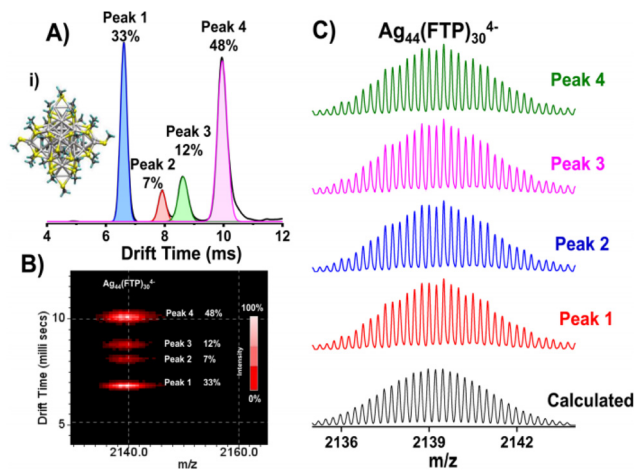 A)
Peak 1
33%
Peak 4
48%
i)
Peak 3
12%
Peak 2
7%
4 6 8 10 12
Drift Time (ms)
B)
Ag44(FTP)30 4-
100%
Intensity
0%
Peak 4 48%
Peak 3 12%
Peak 2 7%
Peak 1 33%
10
5
Drift Time (milli secs)
2140.0 2160.0
m/z
C)
Ag₄₄(FTP)₃₀⁴⁻
Peak 4
Peak 3
Peak 2
Peak 1
Calculated
2136 2139 2142
m/z